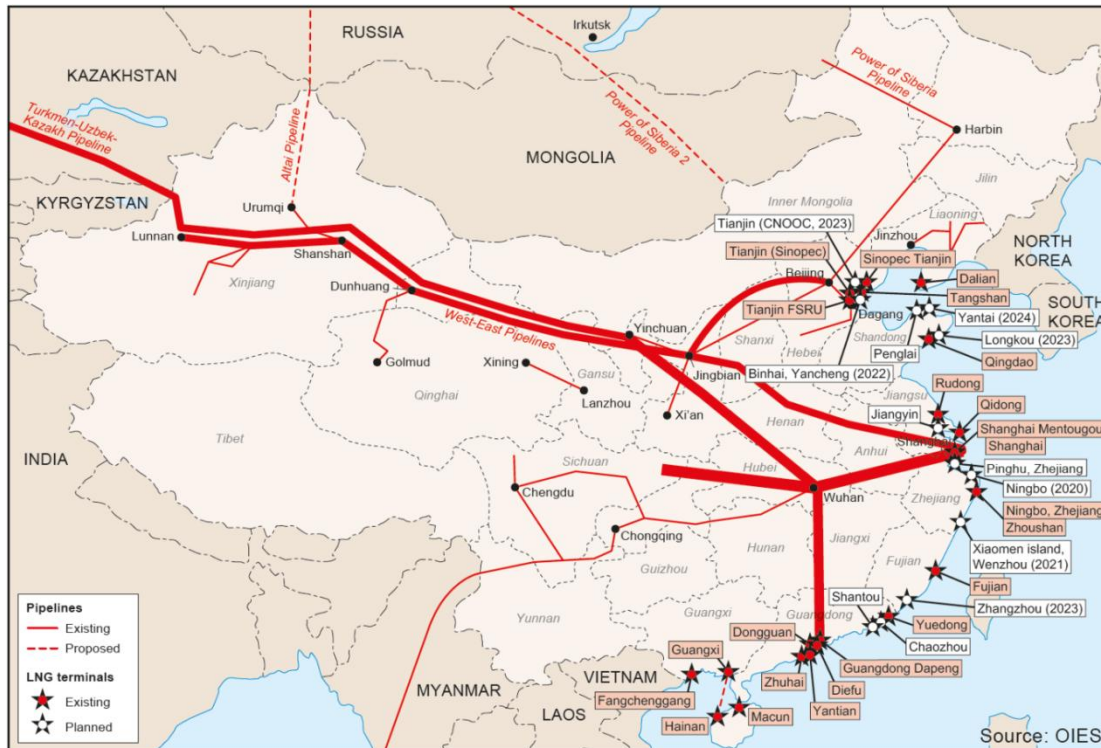 RUSSIA
Irkutsk
KAZAKHSTAN
Turkmen-Uzbek-
Kazakh Pipeline
Altai Pipeline
Power of Siberia 2
Pipeline
Power of Siberia
Pipeline
Harbin
MONGOLIA
Jilin
KYRGYZSTAN
Urumqi
Inner Mongolia
Liaoning
Tianjin (CNOOC, 2023)
Jinzhou
Lunnan
Shanshan
Tianjin (Sinopec)
Sinopec Tianjin
NORTH
KOREA
Xinjiang
Beijing
Dalian
Dunhuang
Tangshan
SOUTH
KOREA
Tianjin FSRU
Dagang
Yantai (2024)
West-East Pipelines
Yinchuan
Shanxi
Hebei
Shandong
Longkou (2023)
Golmud
Xining
Gansu
Jingbian
Penglai
Binhai, Yancheng (2022)
Qingdao
Qinghai
Lanzhou
Xi'an
Jiangsu
Rudong
Jiangyin
Qidong
Henan
Shanghai
Shanghai Mentougou
Shanghai
Tibet
INDIA
Anhui
Sichuan
Hubei
Pinghu, Zhejiang
Chengdu
Wuhan
Ningbo (2020)
Zhejiang
Ningbo, Zhejiang
Zhoushan
Chongqing
Hunan
Jiangxi
Xiaomen island,
Wenzhou (2021)
Guizhou
Fujian
Fujian
Shantou
Zhangzhou (2023)
Yunnan
Guangxi
Guangdong
Yuedong
Dongguan
Chaozhou
Guangxi
Guangdong Dapeng
VIETNAM
Zhuhai
Diefu
MYANMAR
Fangchenggang
Yantian
LAOS
Hainan
Macun
Pipelines
Existing
Proposed
LNG terminals
Existing
Planned
Source: OIES